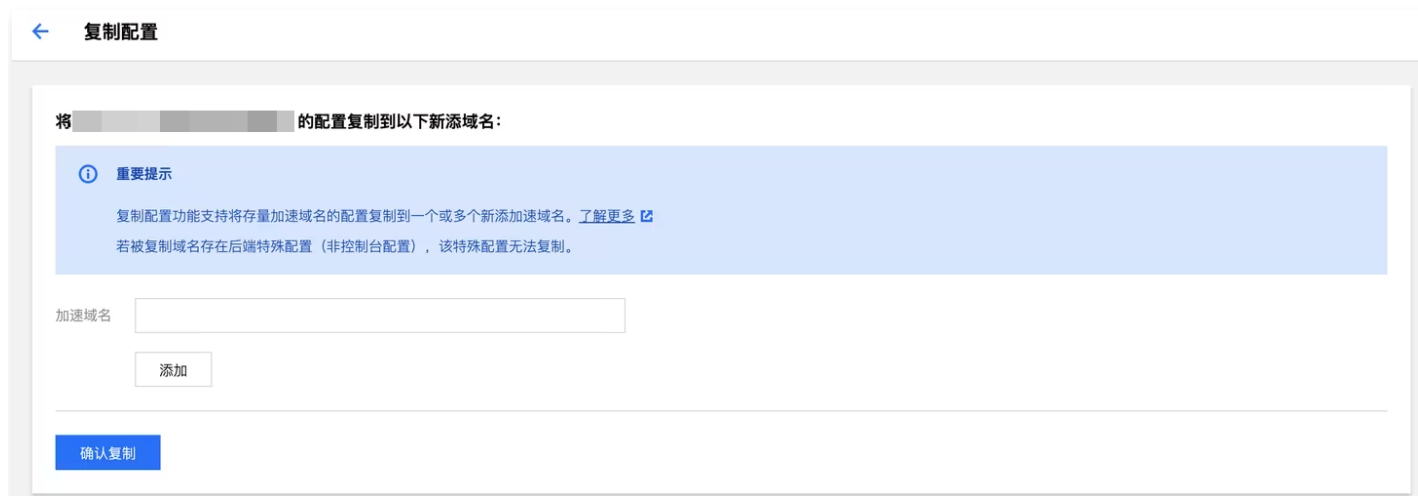 复制配置
将 的配置复制到以下新添域名：
重要提示
复制配置功能支持将存量加速域名的配置复制到一个或多个新添加速域名。了解更多
若被复制域名存在后端特殊配置（非控制台配置），该特殊配置无法复制。
加速域名
添加
确认复制